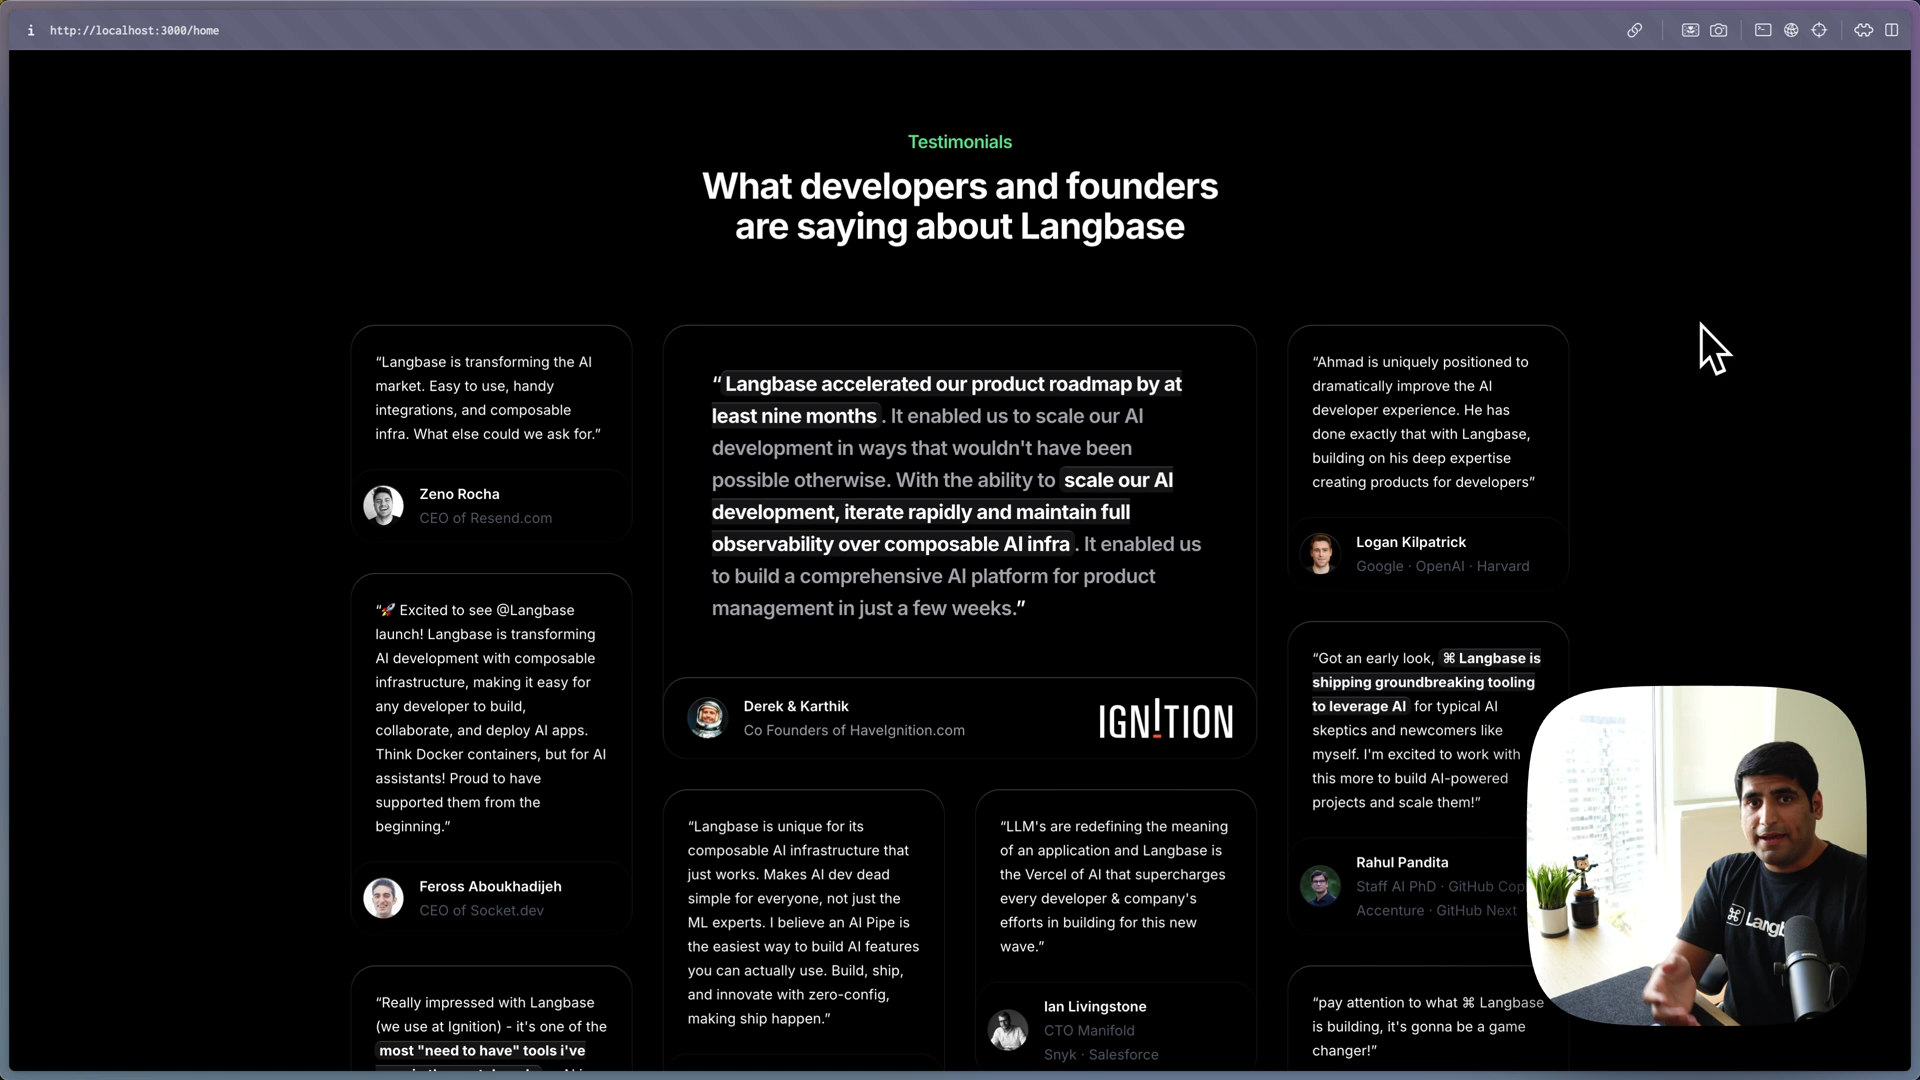 i http://localhost:3000/home
Testimonials
What developers and founders
are saying about Langbase
“Langbase is transforming the AI
market. Easy to use, handy
integrations, and composable
infra. What else could we ask for.”
Zeno Rocha
CEO of Resend.com
“🚀 Excited to see @Langbase
launch! Langbase is transforming
AI development with composable
infrastructure, making it easy for
any developer to build,
collaborate, and deploy AI apps.
Think Docker containers, but for AI
assistants! Proud to have
supported them from the
beginning.”
Feross Aboukhadijeh
CEO of Socket.dev
“Really impressed with Langbase
(we use at Ignition) - it's one of the
most "need to have" tools i've
“Langbase accelerated our product roadmap by at
least nine months. It enabled us to scale our AI
development in ways that wouldn't have been
possible otherwise. With the ability to scale our AI
development, iterate rapidly and maintain full
observability over composable AI infra. It enabled us
to build a comprehensive AI platform for product
management in just a few weeks.”
Derek & Karthik
Co Founders of HaveIgnition.com
IGNITION
“Langbase is unique for its
composable AI infrastructure that
just works. Makes AI dev dead
simple for everyone, not just the
ML experts. I believe an AI Pipe is
the easiest way to build AI features
you can actually use. Build, ship,
and innovate with zero-config,
making ship happen.”
“LLM's are redefining the meaning
of an application and Langbase is
the Vercel of AI that supercharges
every developer & company's
efforts in building for this new
wave.”
Ian Livingstone
CTO Manifold
Snyk · Salesforce
“Ahmad is uniquely positioned to
dramatically improve the AI
developer experience. He has
done exactly that with Langbase,
building on his deep expertise
creating products for developers”
Logan Kilpatrick
Google · OpenAI · Harvard
“Got an early look, ⌘ Langbase is
shipping groundbreaking tooling
to leverage AI for typical AI
skeptics and newcomers like
myself. I'm excited to work with
this more to build AI-powered
projects and scale them!”
Rahul Pandita
Staff AI PhD · GitHub Cop
Accenture · GitHub Next
“pay attention to what ⌘ Langbase
is building, it's gonna be a game
changer!”
⌘ Langb